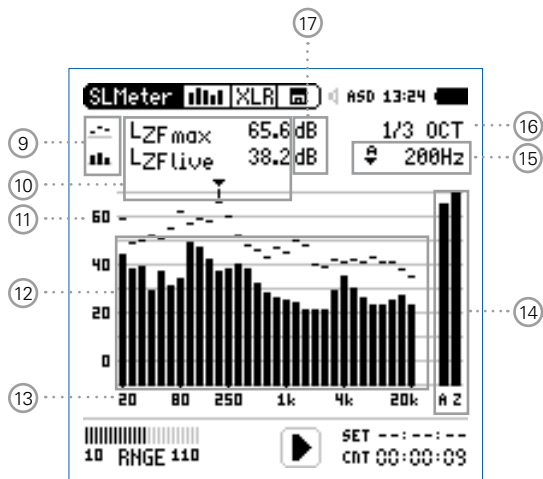 17
SLMeter XLR ASD 13:24
9 LZFmax 65.6 dB 1/3 OCT 16
LZFlive 38.2 dB 200Hz 15
10
11 60
40
12
20 14
0
13 20 80 250 1k 4k 20k A Z
SET --:--:--
10 RNGE 110 CNT 00:00:09